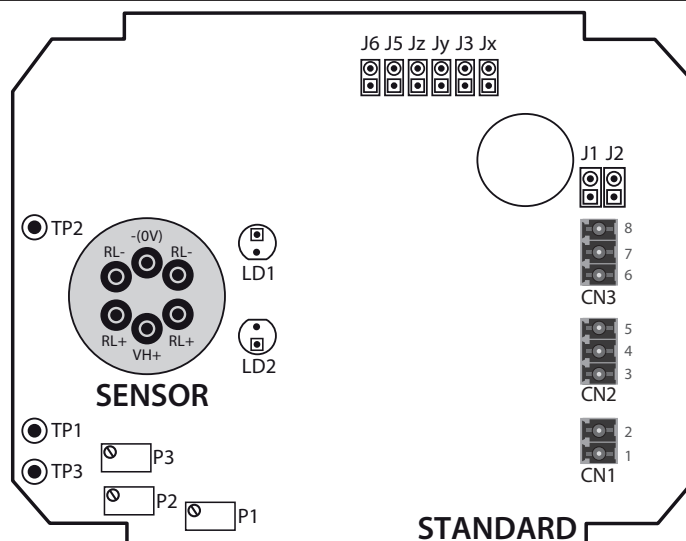 J6 J5 Jz Jy J3 Jx
J1 J2
TP2
-(0V)
RL- RL-
8
7
6
LD1
CN3
RL+ RL+
VH+
5
4
3
LD2
SENSOR
CN2
TP1
2
1
P3
TP3
CN1
P2
P1
STANDARD